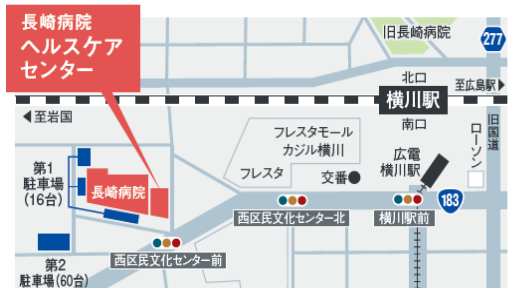 長崎病院
ヘルスケア
センター
旧長崎病院
277
北口
至広島駅
横川駅
至岩国
南口
フレスタモール
カジル横川
フレスタ
交番
広電
横川駅
ローソン
旧国道
第1
駐車場
(16台)
長崎病院
183
西区民文化センター北
横川駅前
西区民文化センター前
第2
駐車場(60台)